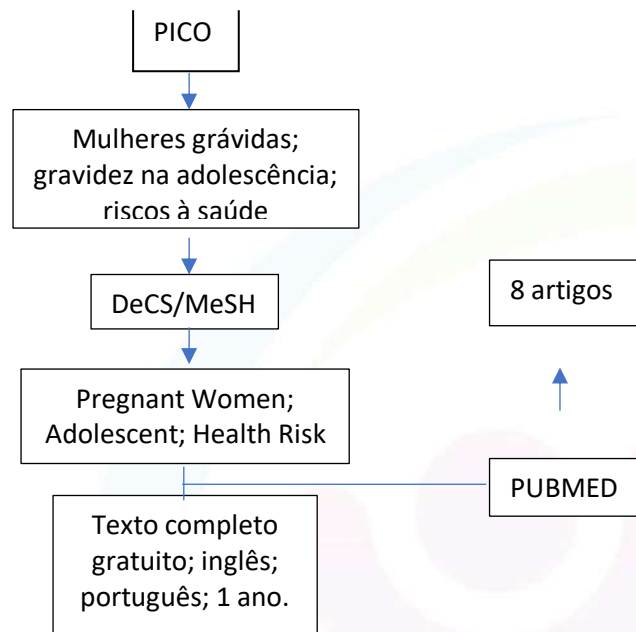 PICO
Mulheres grávidas;
gravidez na adolescência;
riscos à saúde
DeCS/MeSH
8 artigos
Pregnant Women;
Adolescent; Health Risk
PUBMED
Texto completo
gratuito; inglês;
português; 1 ano.